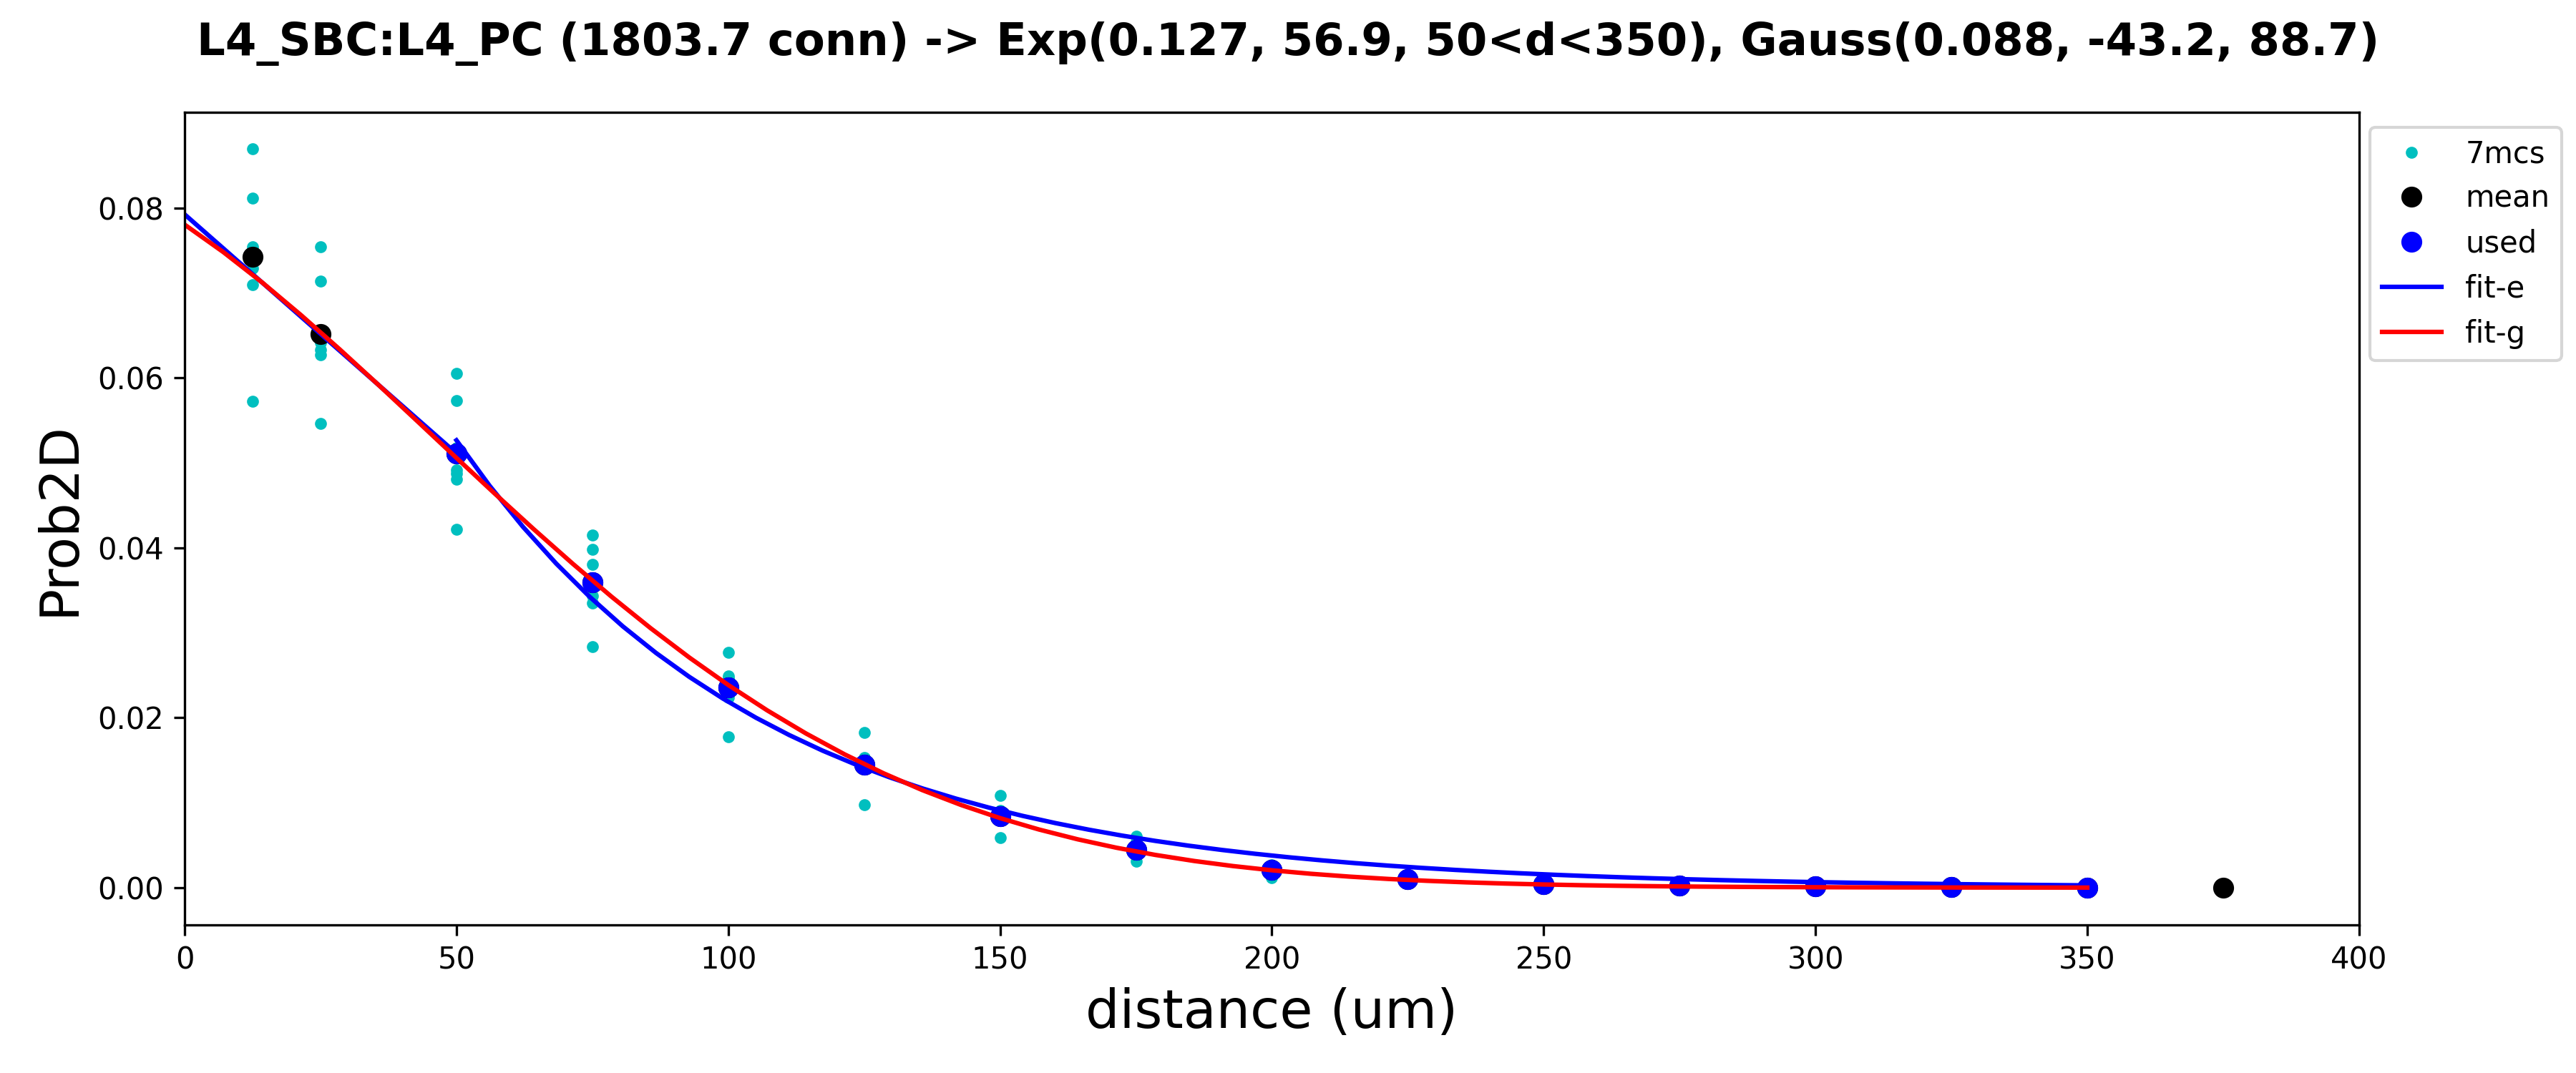 L4_SBC:L4_PC (1803.7 conn) -> Exp(0.127, 56.9, 50<d<350), Gauss(0.088, -43.2, 88.7)
7mcs
mean
used
fit-e
fit-g
Prob2D
0.08
0.06
0.04
0.02
0.00
0 50 100 150 200 250 300 350 400
distance (um)